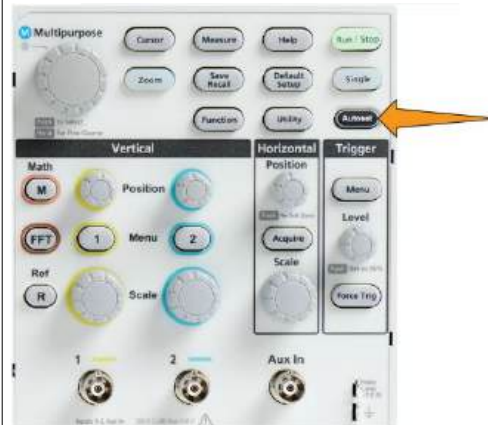 Multipurpose
Cursor
Measure
Help
Run / Stop
Zoom
Save
Recall
Default
Setup
Single
Function
Utility
Autoset
Vertical
Horizontal
Trigger
Math
M
Position
Position
Menu
Level
FFT
1
Menu
2
Acquire
Ref
R
Scale
Scale
Force Trig
1
2
Aux In